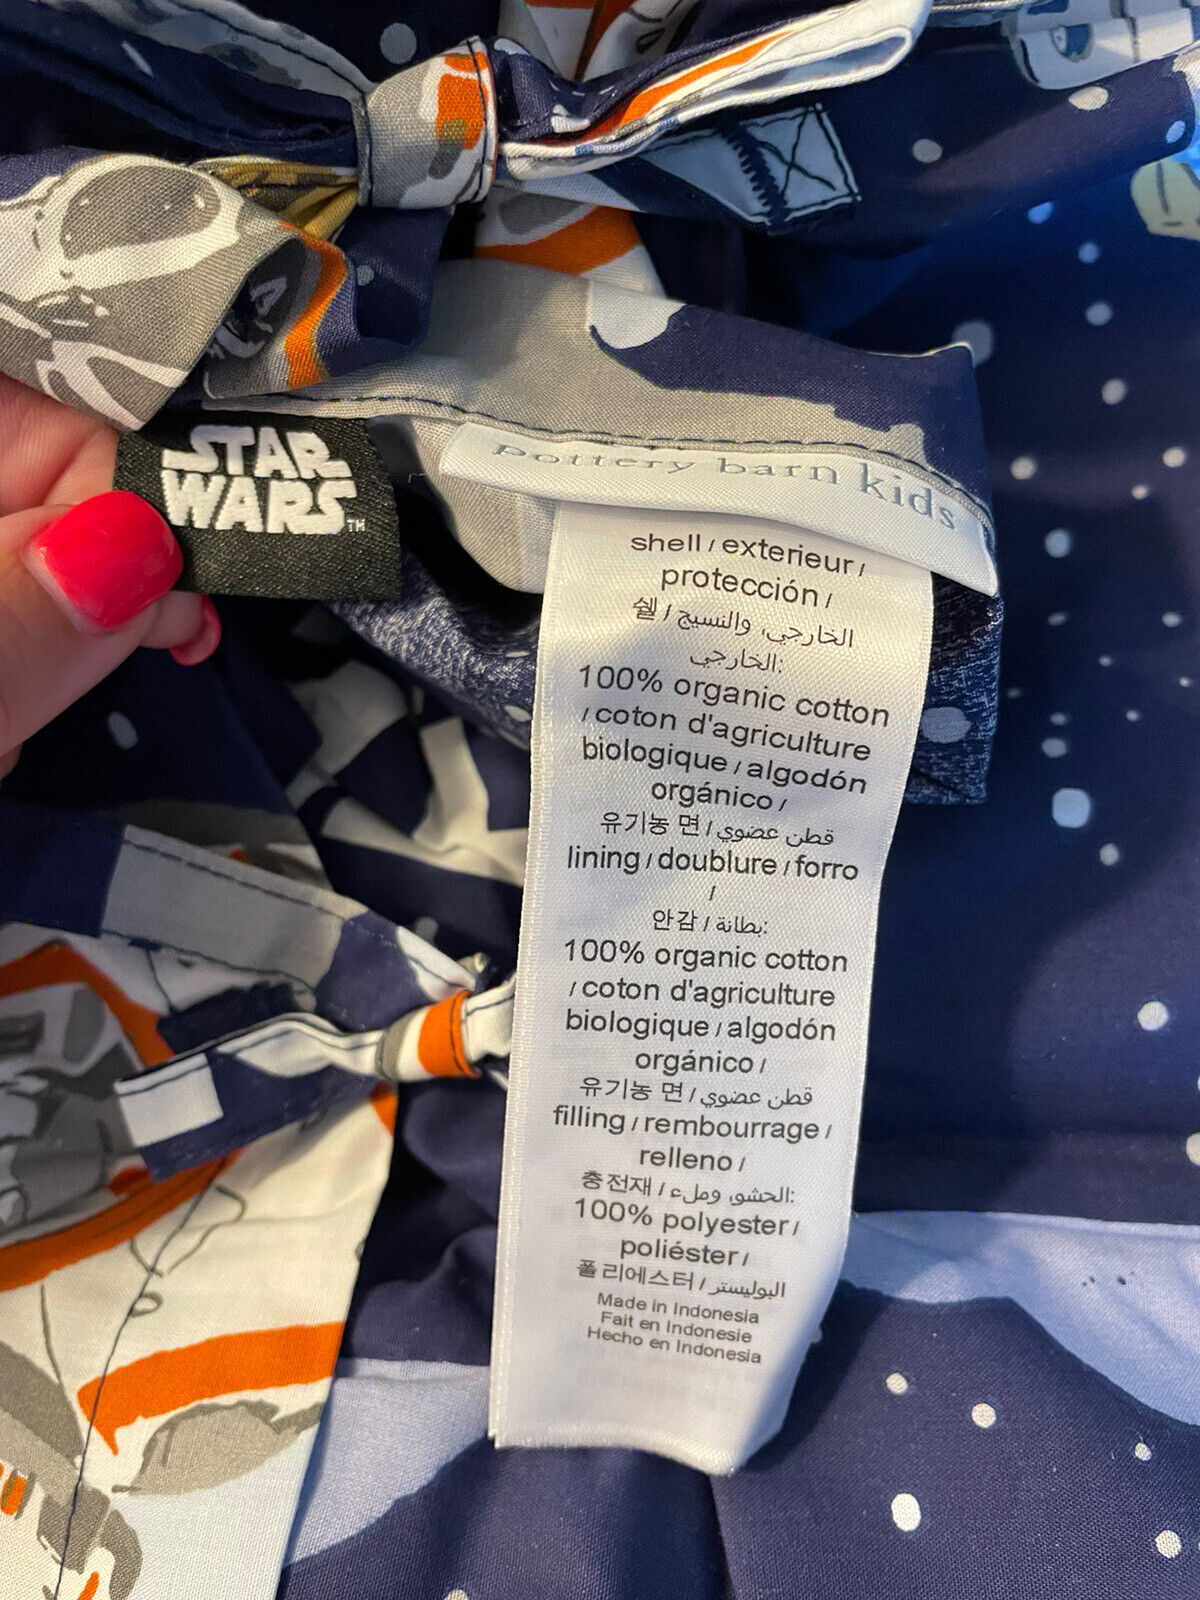 STAR
WARS™
pottery barn kids
shell / exterieur /
protección /
쉘 / الخارجي، والنسيج
الخارجي:
100% organic cotton
/ coton d'agriculture
biologique / algodón
orgánico /
유기농 면 / قطن عضوي
lining / doublure / forro
/
안감 / بطانة:
100% organic cotton
/ coton d'agriculture
biologique / algodón
orgánico /
유기농 면 / قطن عضوي
filling / rembourrage /
relleno /
충전재 / الحشو، وملء:
100% polyester /
poliéster /
폴리에스터 / البوليستر
Made in Indonesia
Fait en Indonesie
Hecho en Indonesia